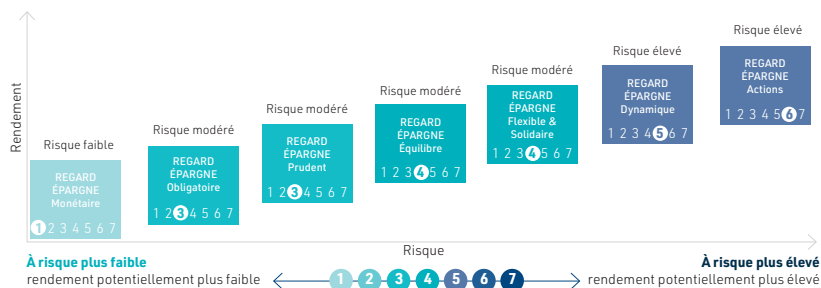 Rendement
Risque faible
REGARD
ÉPARGNE
Monétaire
1 2 3 4 5 6 7
Risque modéré
REGARD
ÉPARGNE
Obligatoire
1 2 3 4 5 6 7
Risque modéré
REGARD
ÉPARGNE
Prudent
1 2 3 4 5 6 7
Risque modéré
REGARD
ÉPARGNE
Équilibre
1 2 3 4 5 6 7
Risque modéré
REGARD
ÉPARGNE
Flexible &
Solidaire
1 2 3 4 5 6 7
Risque élevé
REGARD
ÉPARGNE
Dynamique
1 2 3 4 5 6 7
Risque élevé
REGARD
ÉPARGNE
Actions
1 2 3 4 5 6 7
Risque
À risque plus faible
rendement potentiellement plus faible
1 2 3 4 5 6 7
À risque plus élevé
rendement potentiellement plus élevé